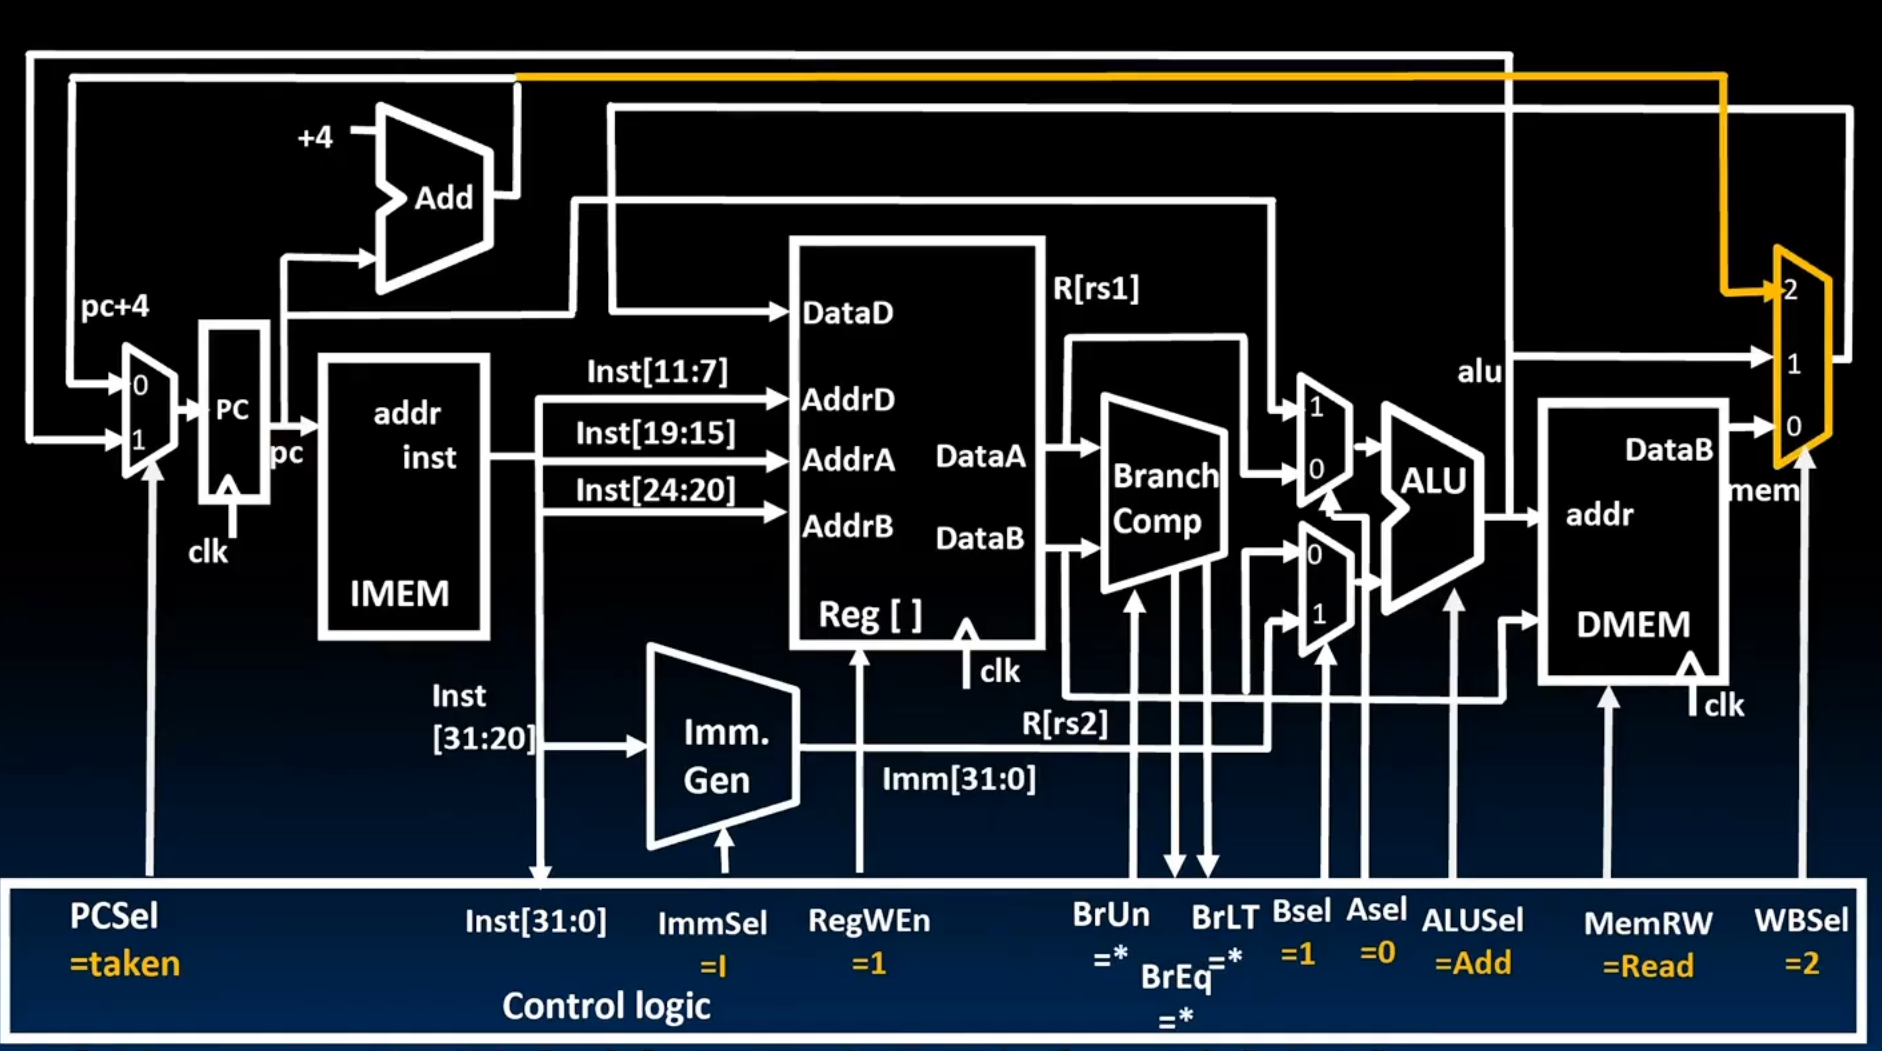 +4
Add
pc+4
0
1
PC
pc
clk
addr
inst
IMEM
Inst[11:7]
Inst[19:15]
Inst[24:20]
Inst
[31:20]
DataD
AddrD
AddrA
AddrB
DataA
DataB
Reg [ ]
clk
Imm.
Gen
Imm[31:0]
R[rs1]
R[rs2]
Branch
Comp
1
0
0
1
ALU
alu
DataB
addr
DMEM
clk
mem
2
1
0
PCSel
=taken
Inst[31:0]
ImmSel
=I
RegWEn
=1
BrUn
=*
BrEq
=*
BrLT
=*
Bsel
=1
Asel
=0
ALUSel
=Add
MemRW
=Read
WBSel
=2
Control logic